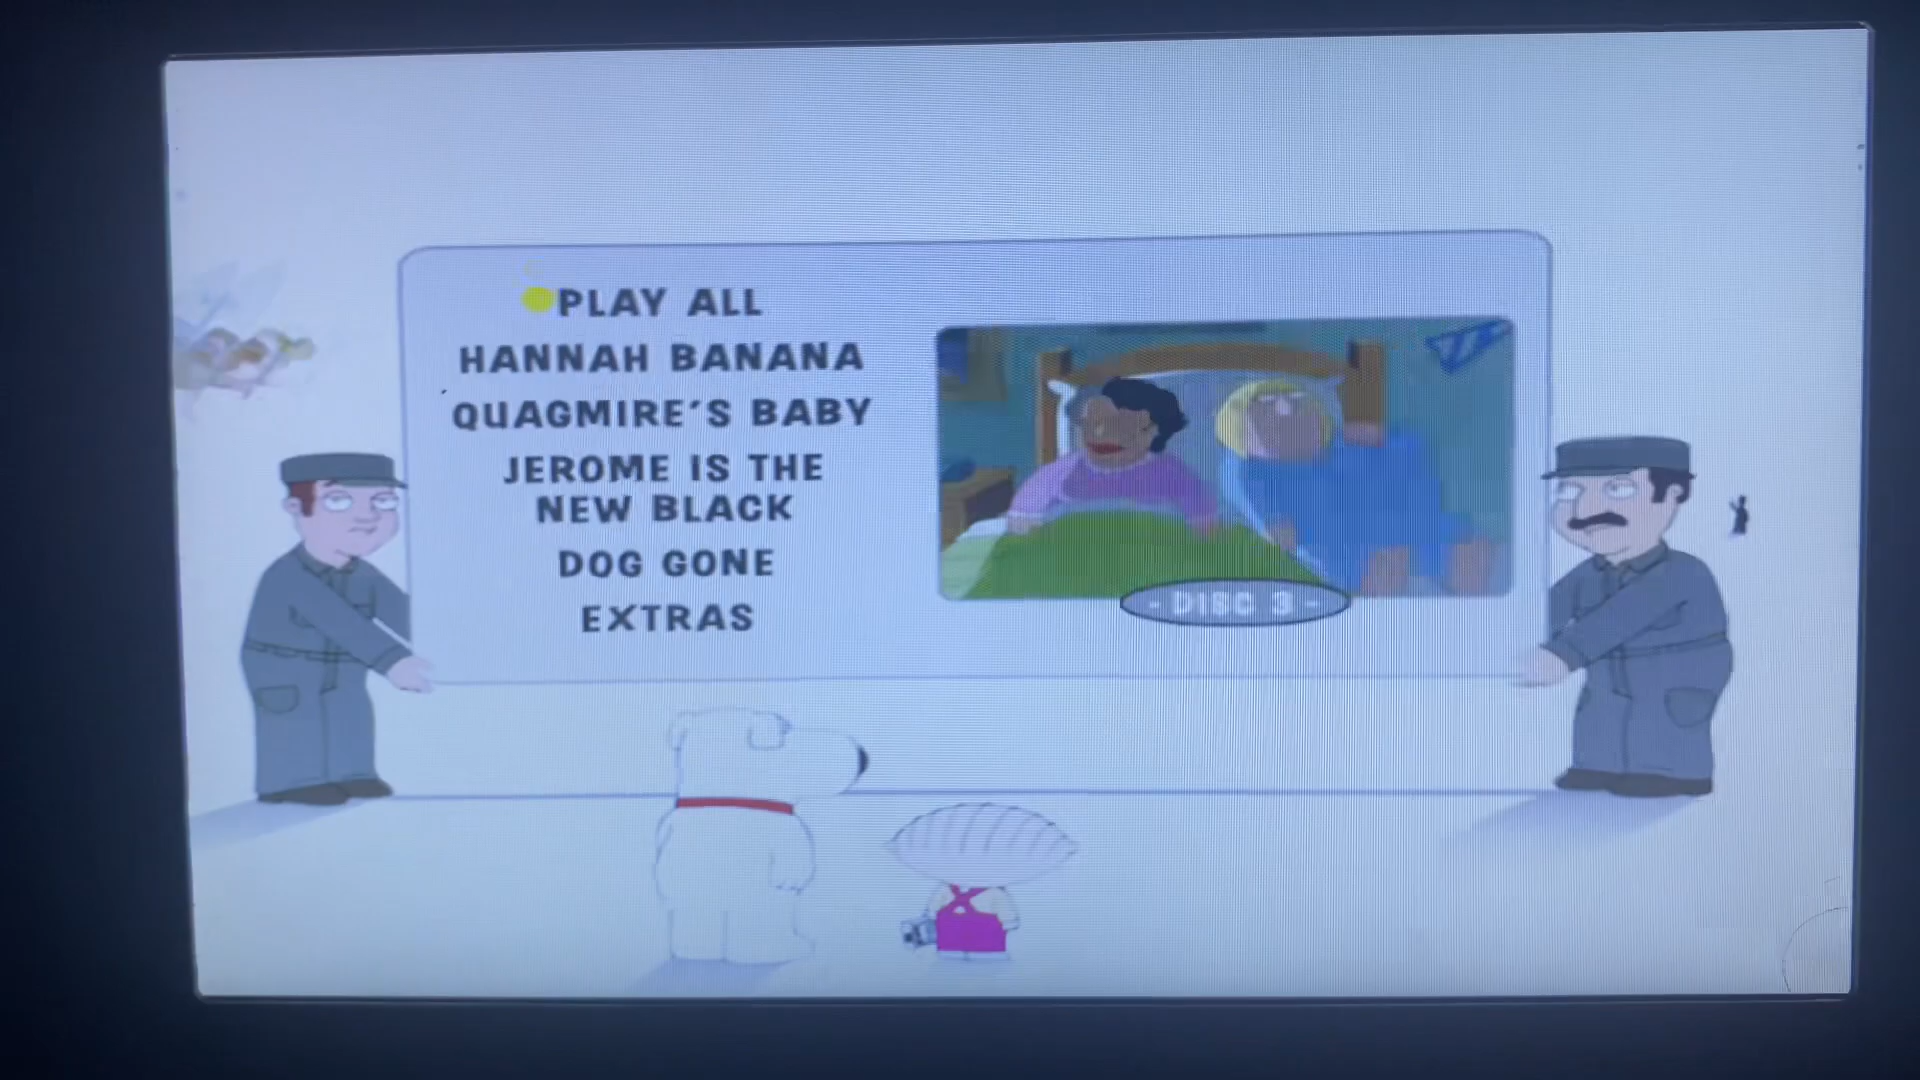 PLAY ALL
HANNAH BANANA
QUAGMIRE'S BABY
JEROME IS THE
NEW BLACK
DOG GONE
EXTRAS
- DISC 3 -